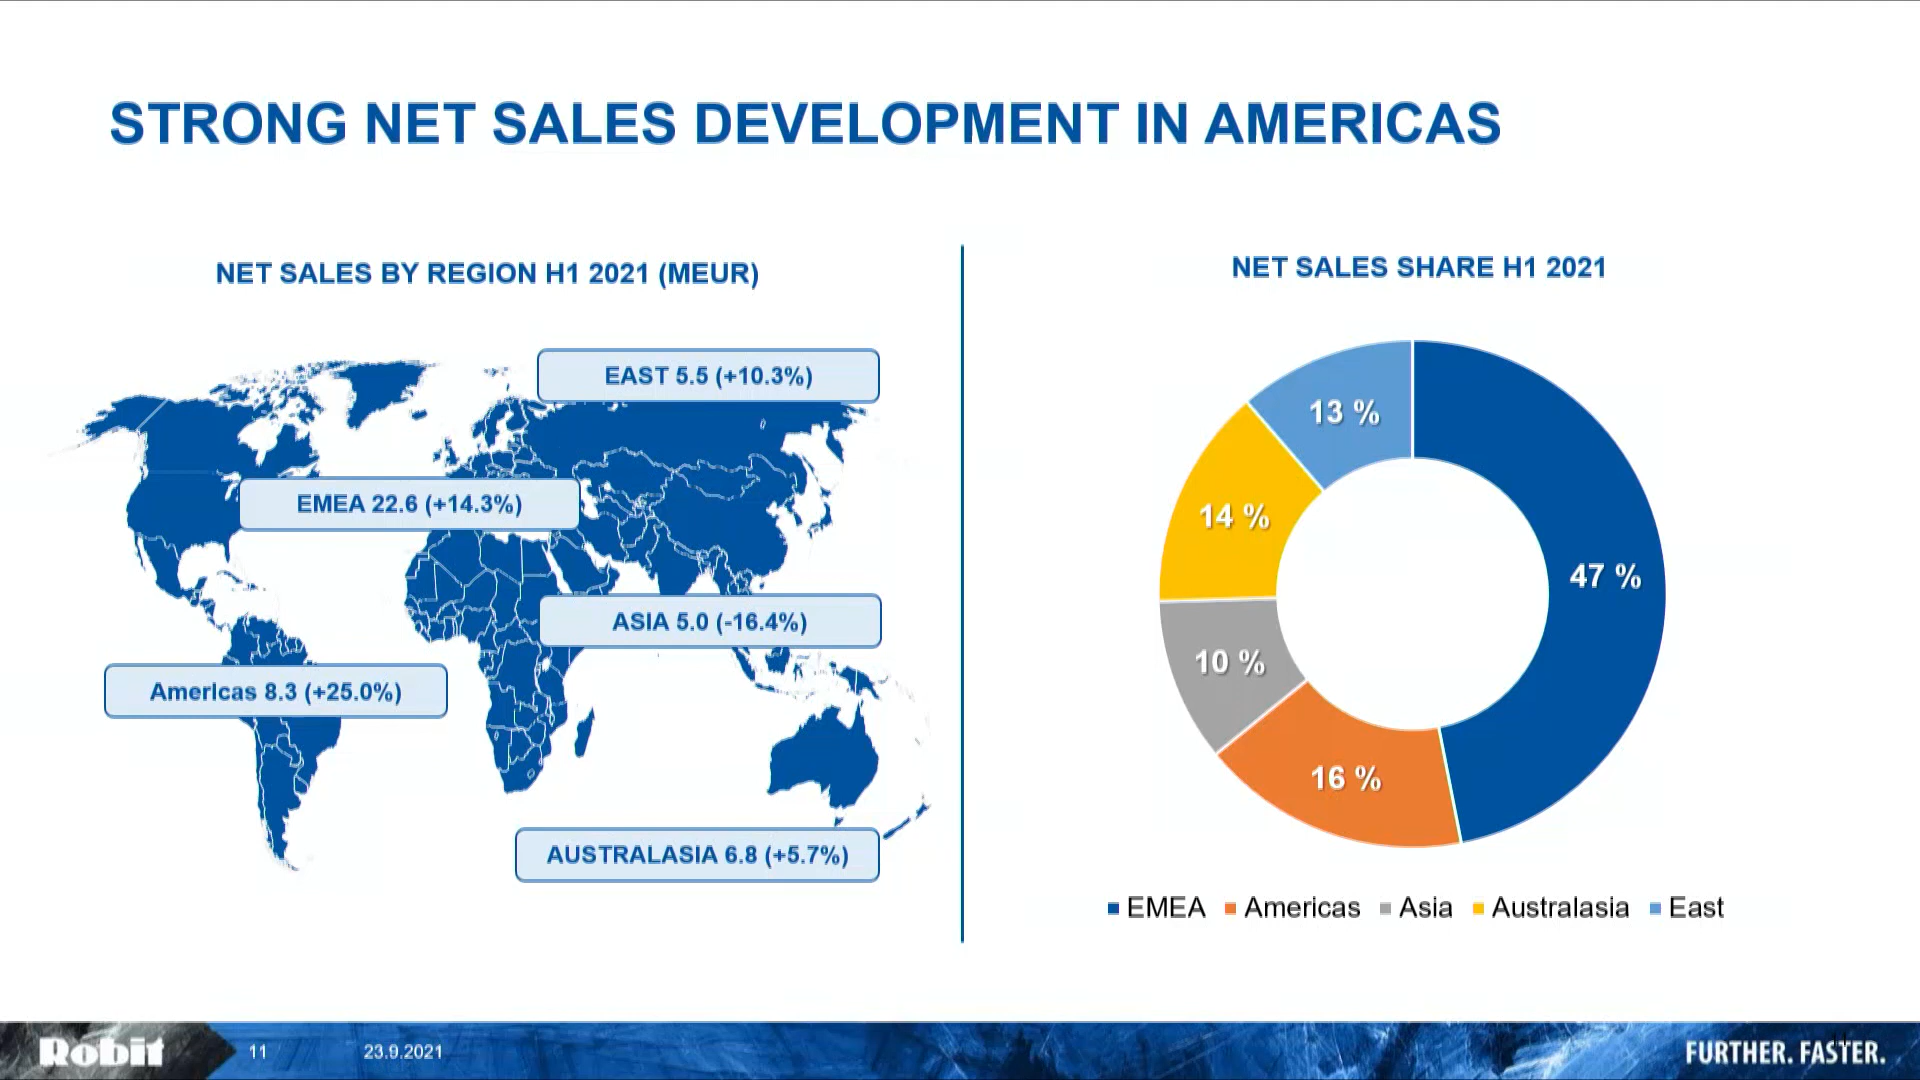 STRONG NET SALES DEVELOPMENT IN AMERICAS
NET SALES BY REGION H1 2021 (MEUR)
EAST 5.5 (+10.3%)
EMEA 22.6 (+14.3%)
ASIA 5.0 (-16.4%)
Americas 8.3 (+25.0%)
AUSTRALASIA 6.8 (+5.7%)
NET SALES SHARE H1 2021
13 %
14 %
47 %
10 %
16 %
EMEA Americas Asia Australasia East
Robit
11
23.9.2021
FURTHER. FASTER.